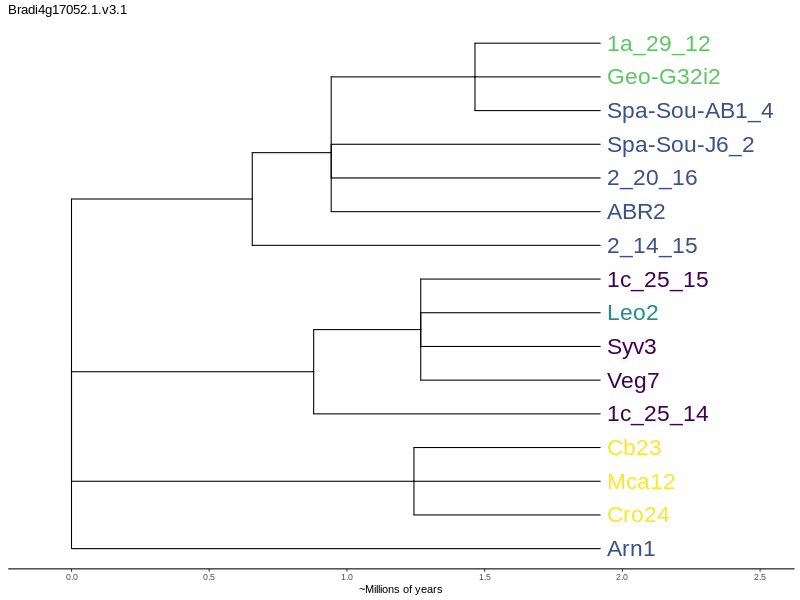 Bradi4g17052.1.v3.1
1a_29_12
Geo-G32i2
Spa-Sou-AB1_4
Spa-Sou-J6_2
2_20_16
ABR2
2_14_15
1c_25_15
Leo2
Syv3
Veg7
1c_25_14
Cb23
Mca12
Cro24
Arn1
0.0 0.5 1.0 1.5 2.0 2.5
~Millions of years